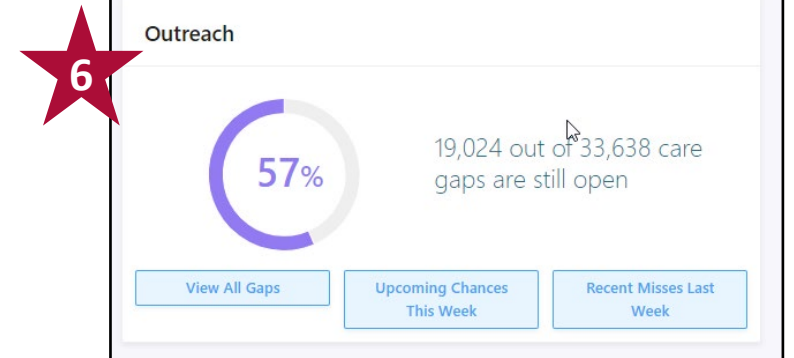 Outreach
6
57%
19,024 out of 33,638 care
gaps are still open
View All Gaps
Upcoming Chances
This Week
Recent Misses Last
Week